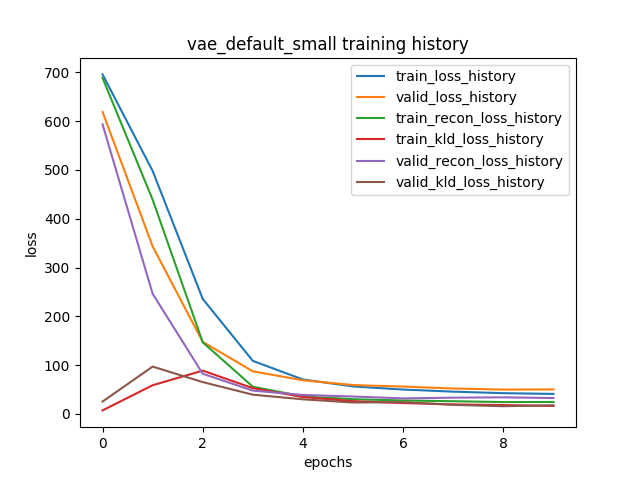 vae_default_small training history
train_loss_history
valid_loss_history
train_recon_loss_history
train_kld_loss_history
valid_recon_loss_history
valid_kld_loss_history
700
600
500
400
300
200
100
0
loss
0 2 4 6 8
epochs